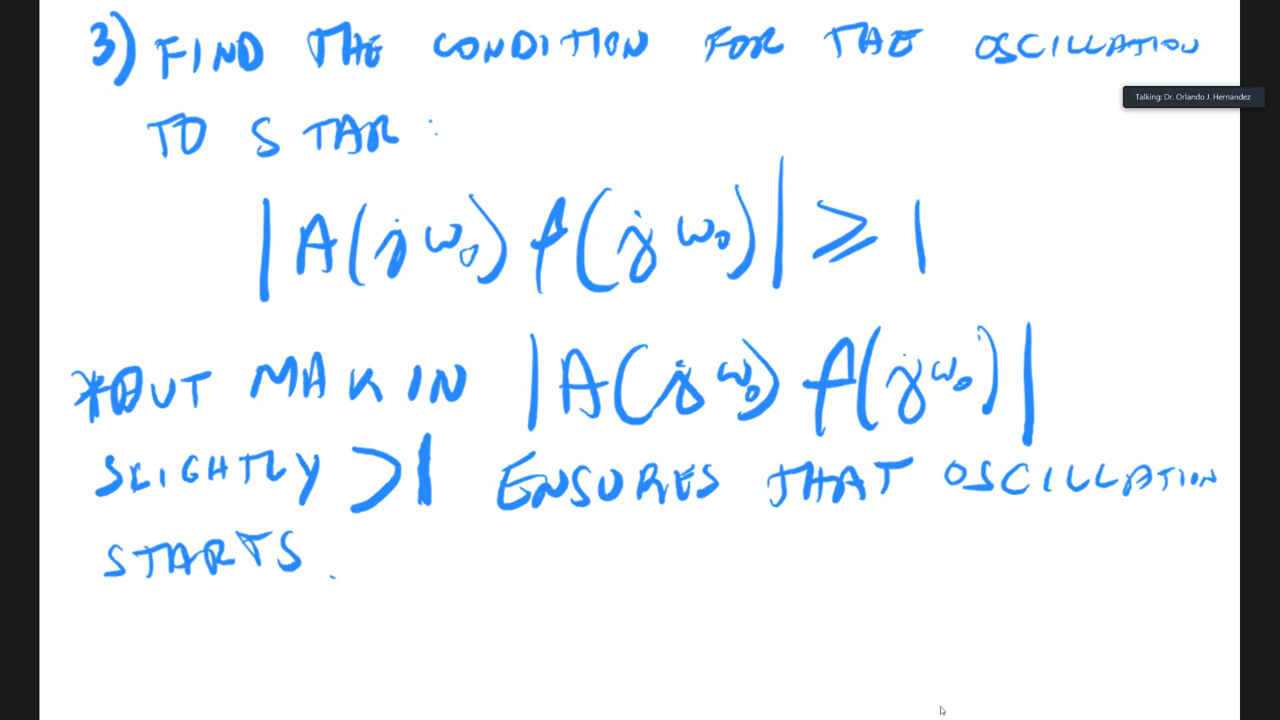 3) FIND THE CONDITION FOR THE OSCILLATION
Talking: Dr. Orlando J. Hernandez
TO STAR:
|A(jω₀) f(jω₀)| ⩾ 1
*BUT MAKIN |A(jω₀) f(jω₀)|
SLIGHTLY >1 ENSURES THAT OSCILLATION
STARTS.